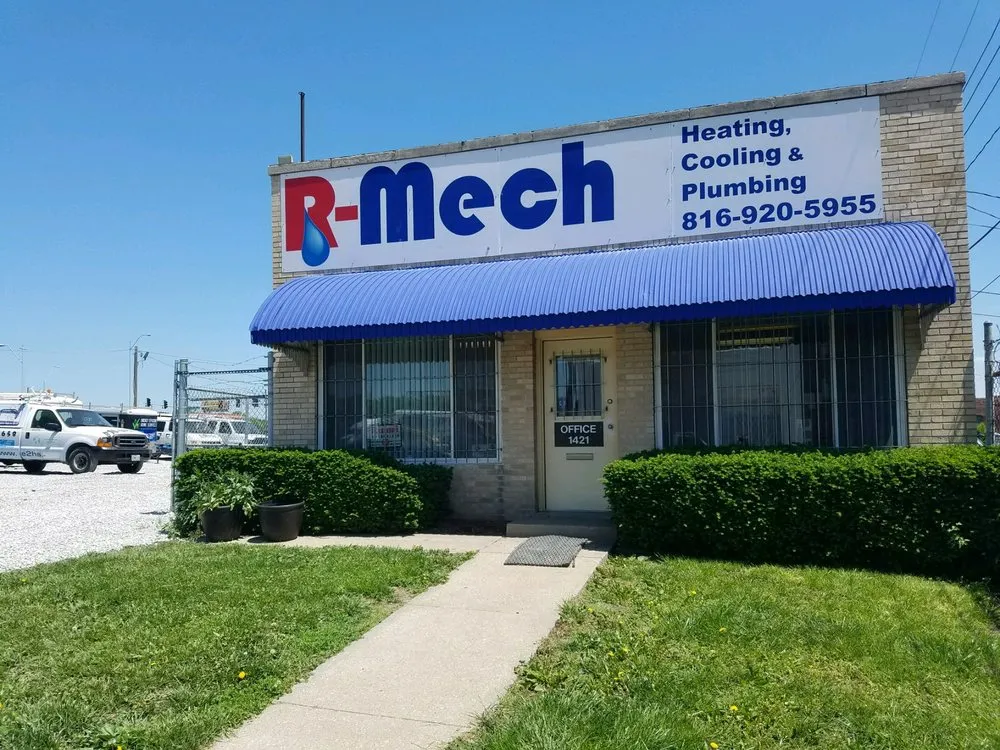 R-Mech
Heating,
Cooling &
Plumbing
816-920-5955
OFFICE
1421